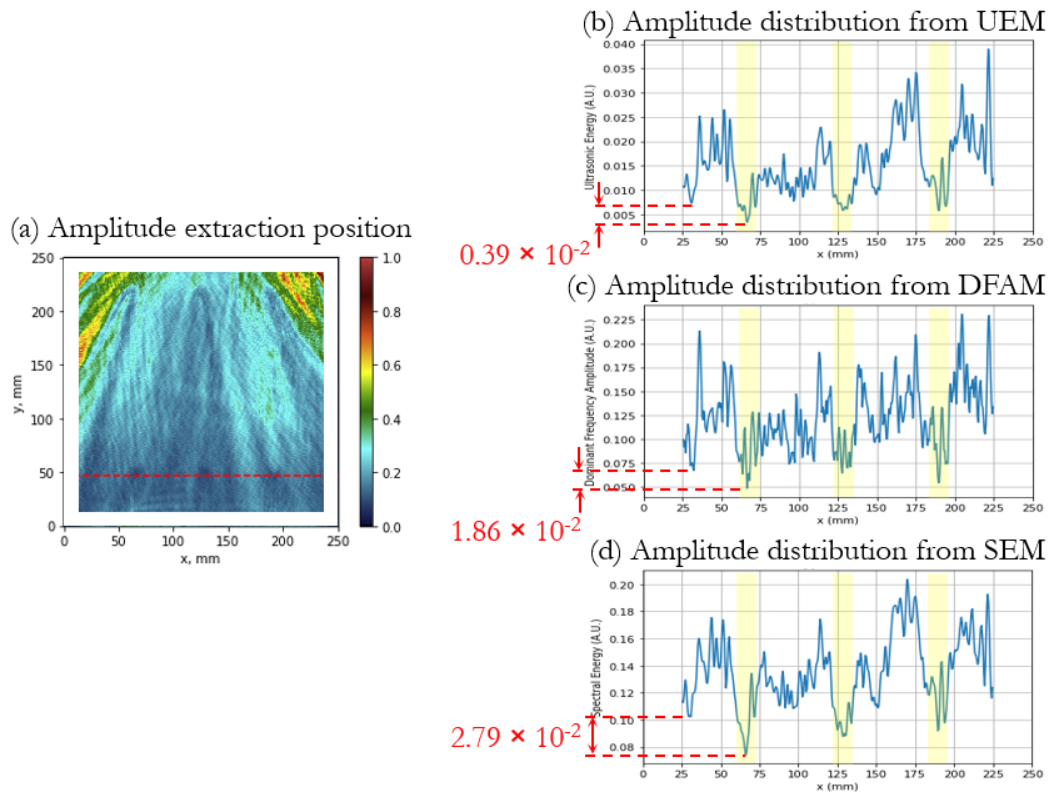 (a) Amplitude extraction position
250
200
150
100
50
0
y, mm
0 50 100 150 200 250
x, mm
1.0
0.8
0.6
0.4
0.2
0.0
(b) Amplitude distribution from UEM
0.040
0.035
0.030
0.025
0.020
0.015
0.010
0.005
Ultrasonic Energy (A.U.)
0 25 50 75 100 125 150 175 200 225 250
x (mm)
0.39 × 10-2
(c) Amplitude distribution from DFAM
0.225
0.200
0.175
0.150
0.125
0.100
0.075
0.050
Dominant Frequency Amplitude (A.U.)
0 25 50 75 100 125 150 175 200 225 250
x (mm)
1.86 × 10-2
(d) Amplitude distribution from SEM
0.20
0.18
0.16
0.14
0.12
0.10
0.08
Spectral Energy (A.U.)
0 25 50 75 100 125 150 175 200 225 250
x (mm)
2.79 × 10-2